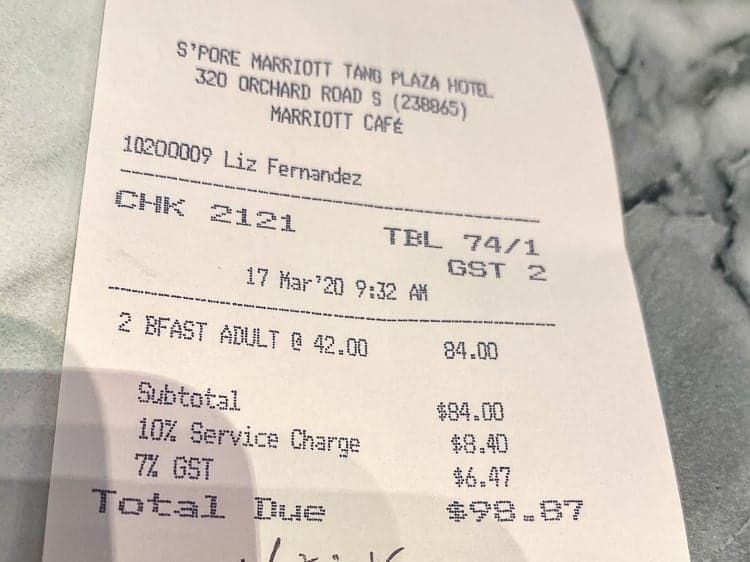 S'PORE MARRIOTT TANG PLAZA HOTEL
320 ORCHARD ROAD S (238865)
MARRIOTT CAFÉ
10200009 Liz Fernandez
CHK 2121 TBL 74/1
GST 2
17 Mar'20 9:32 AM
2 BFAST ADULT @ 42.00 84.00
Subtotal $84.00
10% Service Charge $8.40
7% GST $6.47
Total Due $98.87